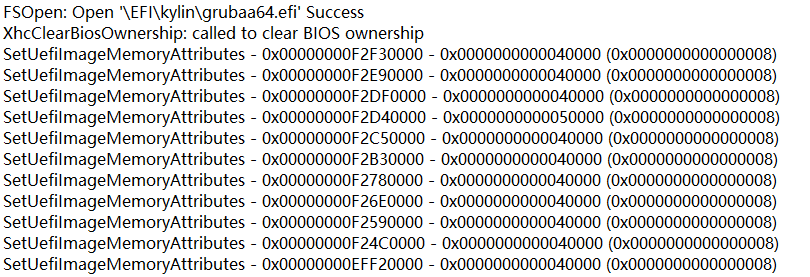 FSOpen: Open '\EFI\kylin\grubaa64.efi' Success
XhcClearBiosOwnership: called to clear BIOS ownership
SetUefiImageMemoryAttributes - 0x00000000F2F30000 - 0x0000000000040000 (0x0000000000000008)
SetUefiImageMemoryAttributes - 0x00000000F2E90000 - 0x0000000000040000 (0x0000000000000008)
SetUefiImageMemoryAttributes - 0x00000000F2DF0000 - 0x0000000000040000 (0x0000000000000008)
SetUefiImageMemoryAttributes - 0x00000000F2D40000 - 0x0000000000050000 (0x0000000000000008)
SetUefiImageMemoryAttributes - 0x00000000F2C50000 - 0x0000000000040000 (0x0000000000000008)
SetUefiImageMemoryAttributes - 0x00000000F2B30000 - 0x0000000000040000 (0x0000000000000008)
SetUefiImageMemoryAttributes - 0x00000000F2780000 - 0x0000000000040000 (0x0000000000000008)
SetUefiImageMemoryAttributes - 0x00000000F26E0000 - 0x0000000000040000 (0x0000000000000008)
SetUefiImageMemoryAttributes - 0x00000000F2590000 - 0x0000000000040000 (0x0000000000000008)
SetUefiImageMemoryAttributes - 0x00000000F24C0000 - 0x0000000000040000 (0x0000000000000008)
SetUefiImageMemoryAttributes - 0x00000000EFF20000 - 0x0000000000040000 (0x0000000000000008)